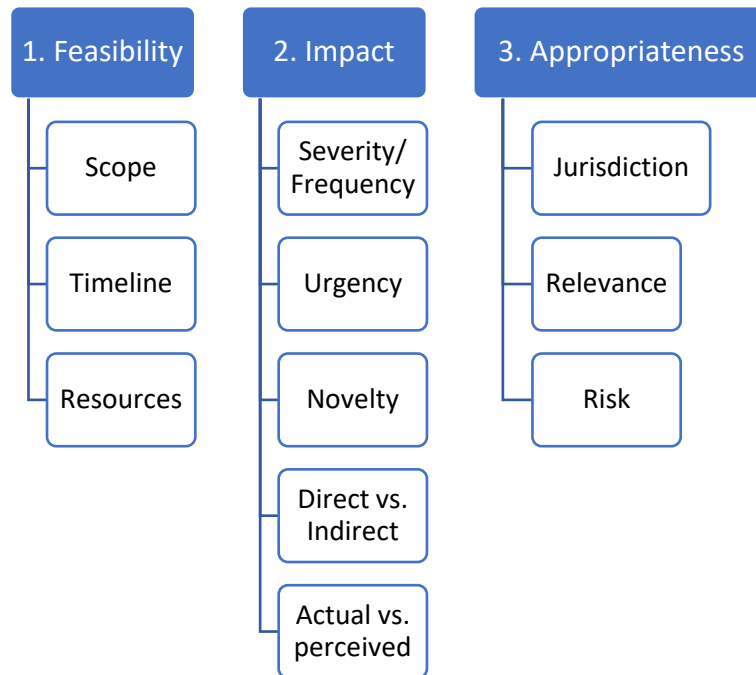 1. Feasibility
Scope
Timeline
Resources
2. Impact
Severity/
Frequency
Urgency
Novelty
Direct vs.
Indirect
Actual vs.
perceived
3. Appropriateness
Jurisdiction
Relevance
Risk